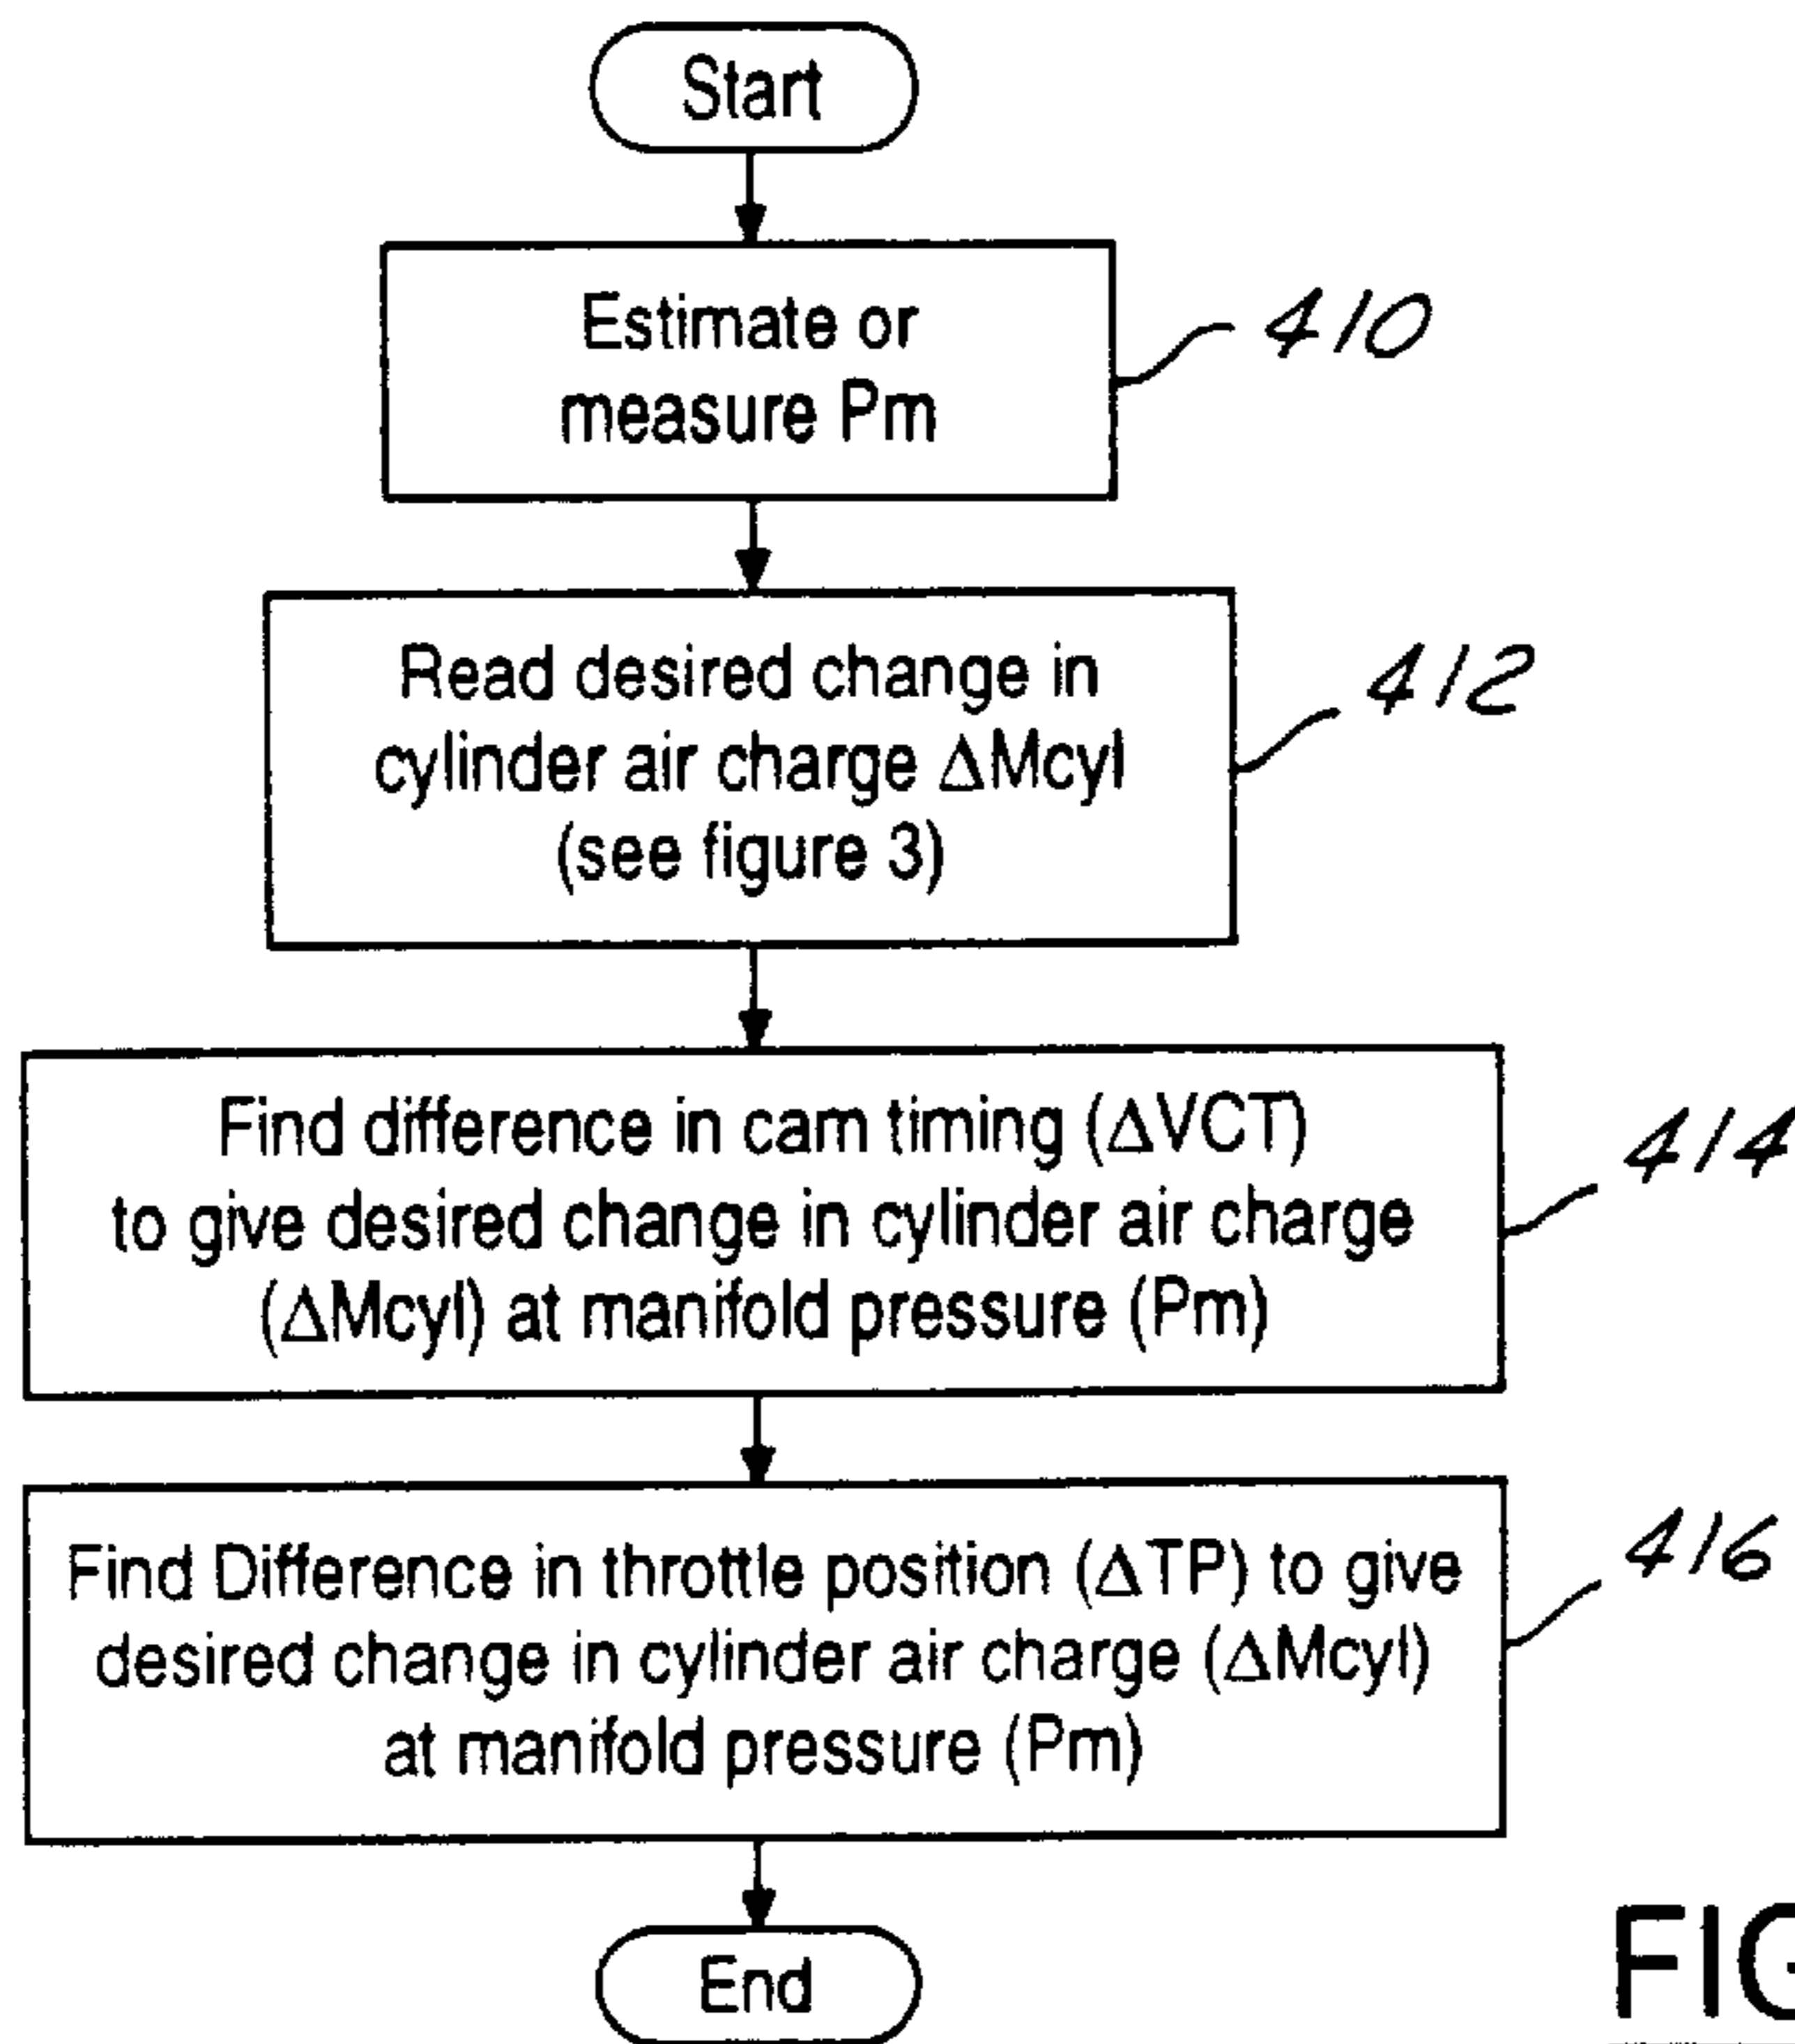 Start
Estimate or
measure Pm
410
Read desired change in
cylinder air charge ΔMcyl
(see figure 3)
412
Find difference in cam timing (ΔVCT)
to give desired change in cylinder air charge
(ΔMcyl) at manifold pressure (Pm)
414
Find Difference in throttle position (ΔTP) to give
desired change in cylinder air charge (ΔMcyl)
at manifold pressure (Pm)
416
End
FIG